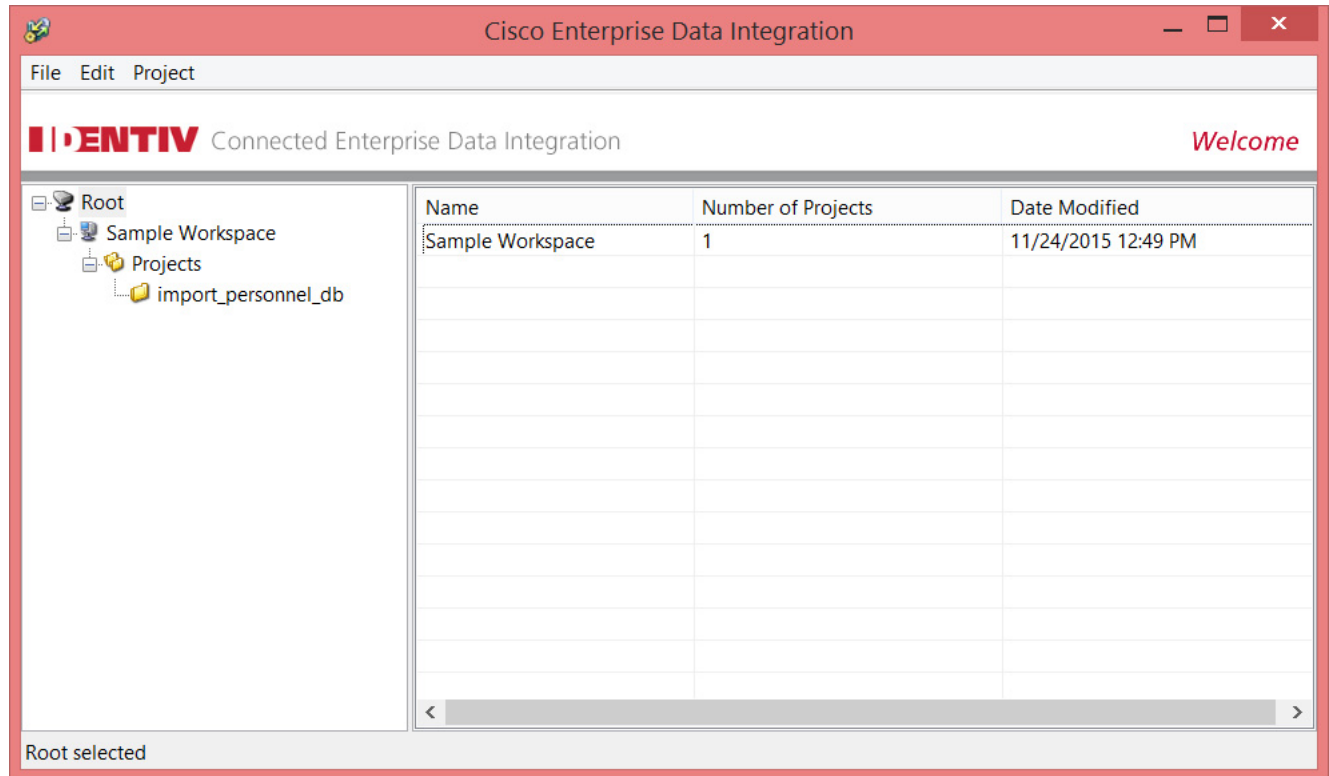 Cisco Enterprise Data Integration
File Edit Project
IDENTIV Connected Enterprise Data Integration Welcome
Root
Sample Workspace
Projects
import_personnel_db
Name Number of Projects Date Modified
Sample Workspace 1 11/24/2015 12:49 PM
Root selected